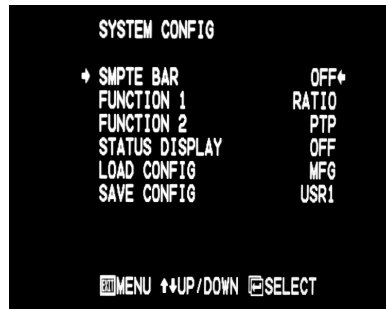 SYSTEM CONFIG
➧ SMPTE BAR OFF←
FUNCTION 1 RATIO
FUNCTION 2 PTP
STATUS DISPLAY OFF
LOAD CONFIG MFG
SAVE CONFIG USR1
EXIT MENU ↑↓UP/DOWN SELECT